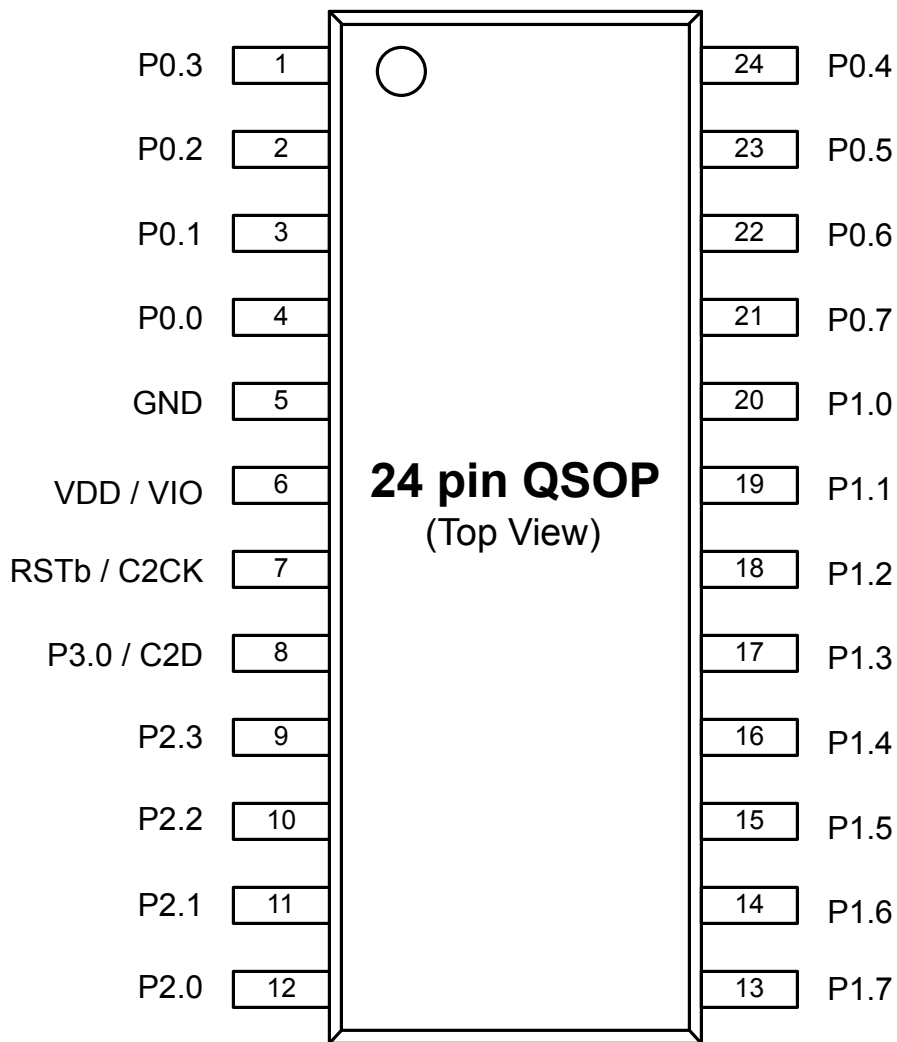 P0.3 1 24 P0.4
P0.2 2 23 P0.5
P0.1 3 22 P0.6
P0.0 4 21 P0.7
GND 5 20 P1.0
VDD / VIO 6 24 pin QSOP 19 P1.1
(Top View)
RSTb / C2CK 7 18 P1.2
P3.0 / C2D 8 17 P1.3
P2.3 9 16 P1.4
P2.2 10 15 P1.5
P2.1 11 14 P1.6
P2.0 12 13 P1.7